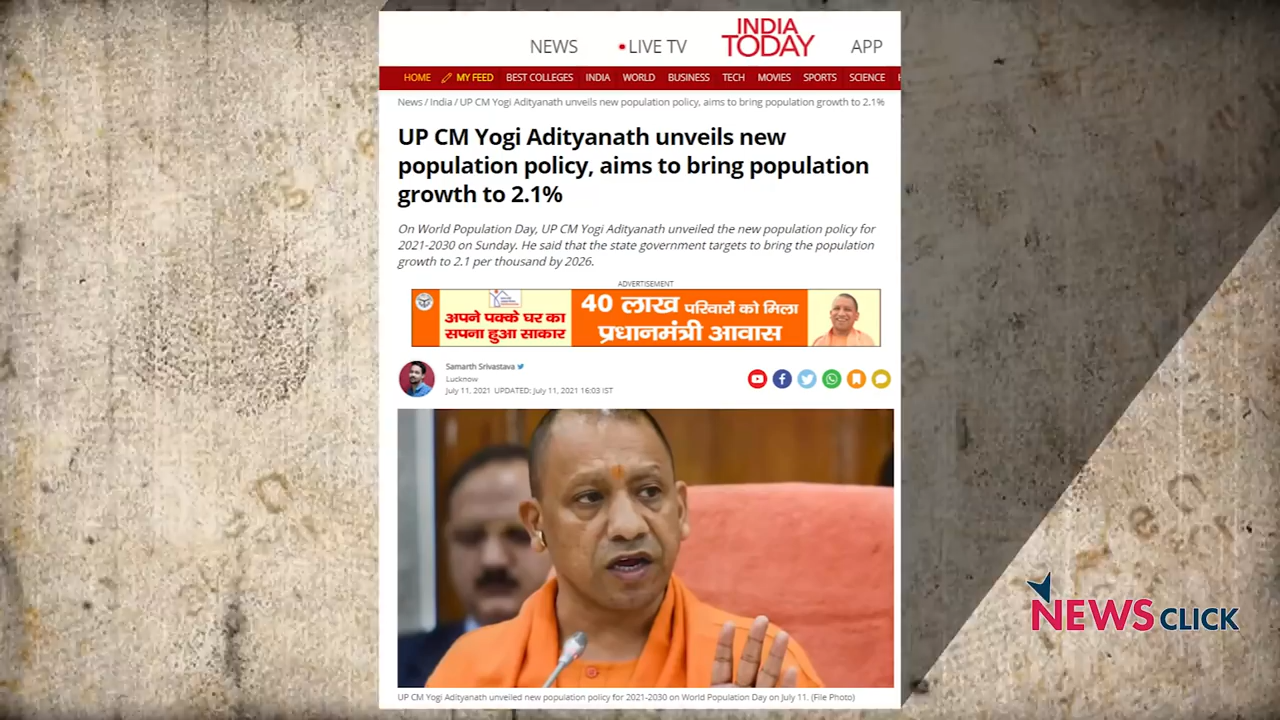 INDIA
TODAY
NEWS
LIVE TV
APP
HOME MY FEED BEST COLLEGES INDIA WORLD BUSINESS TECH MOVIES SPORTS SCIENCE
News / India / UP CM Yogi Adityanath unveils new population policy, aims to bring population growth to 2.1%
UP CM Yogi Adityanath unveils new
population policy, aims to bring population
growth to 2.1%
On World Population Day, UP CM Yogi Adityanath unveiled the new population policy for
2021-2030 on Sunday. He said that the state government targets to bring the population
growth to 2.1 per thousand by 2026.
ADVERTISEMENT
अपने पक्के घर का
सपना हुआ साकार
40 लाख परिवारों को मिला
प्रधानमंत्री आवास
Samarth Srivastava
Lucknow
July 11, 2021 UPDATED: July 11, 2021 16:03 IST
UP CM Yogi Adityanath unveiled new population policy for 2021-2030 on World Population Day on July 11. (File Photo)
NEWSCLICK